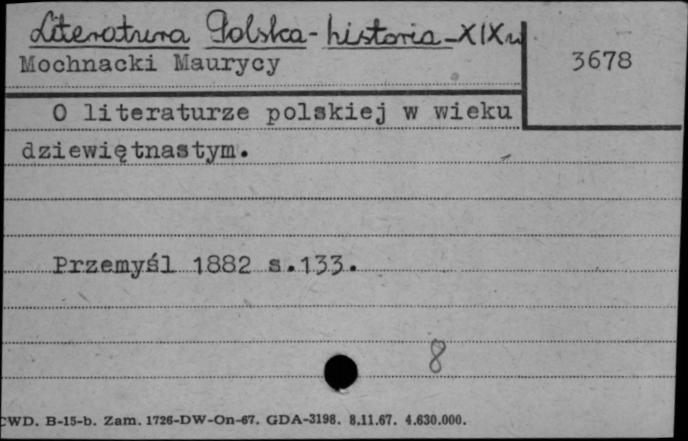 Literatura Polska - historia - XIX w
Mochnacki Maurycy
3678
O literaturze polskiej w wieku
dziewiętnastym.
Przemyśl 1882 s.133.
8
CWD. B-15-b. Zam. 1726-DW-On-67. GDA-3198. 8.11.67. 4.630.000.